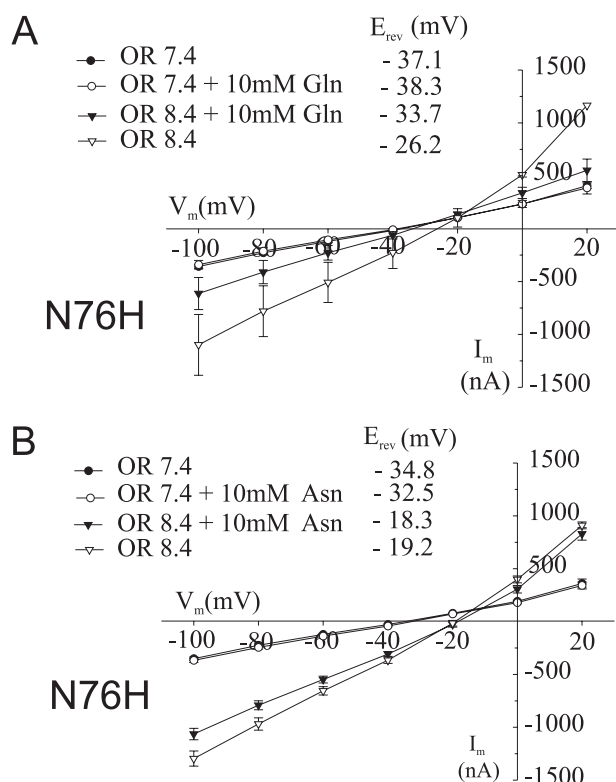 A
E_rev (mV)
OR 7.4 - 37.1
OR 7.4 + 10mM Gln - 38.3
OR 8.4 + 10mM Gln - 33.7
OR 8.4 - 26.2
1500
1000
500
V_m(mV)
-100 -80 -60 -40 -20 20
-500
-1000
-1500
N76H
I_m
(nA)
B
E_rev (mV)
OR 7.4 - 34.8
OR 7.4 + 10mM Asn - 32.5
OR 8.4 + 10mM Asn - 18.3
OR 8.4 - 19.2
1500
1000
500
V_m(mV)
-100 -80 -60 -40 -20 0 20
-500
-1000
-1500
N76H
I_m
(nA)